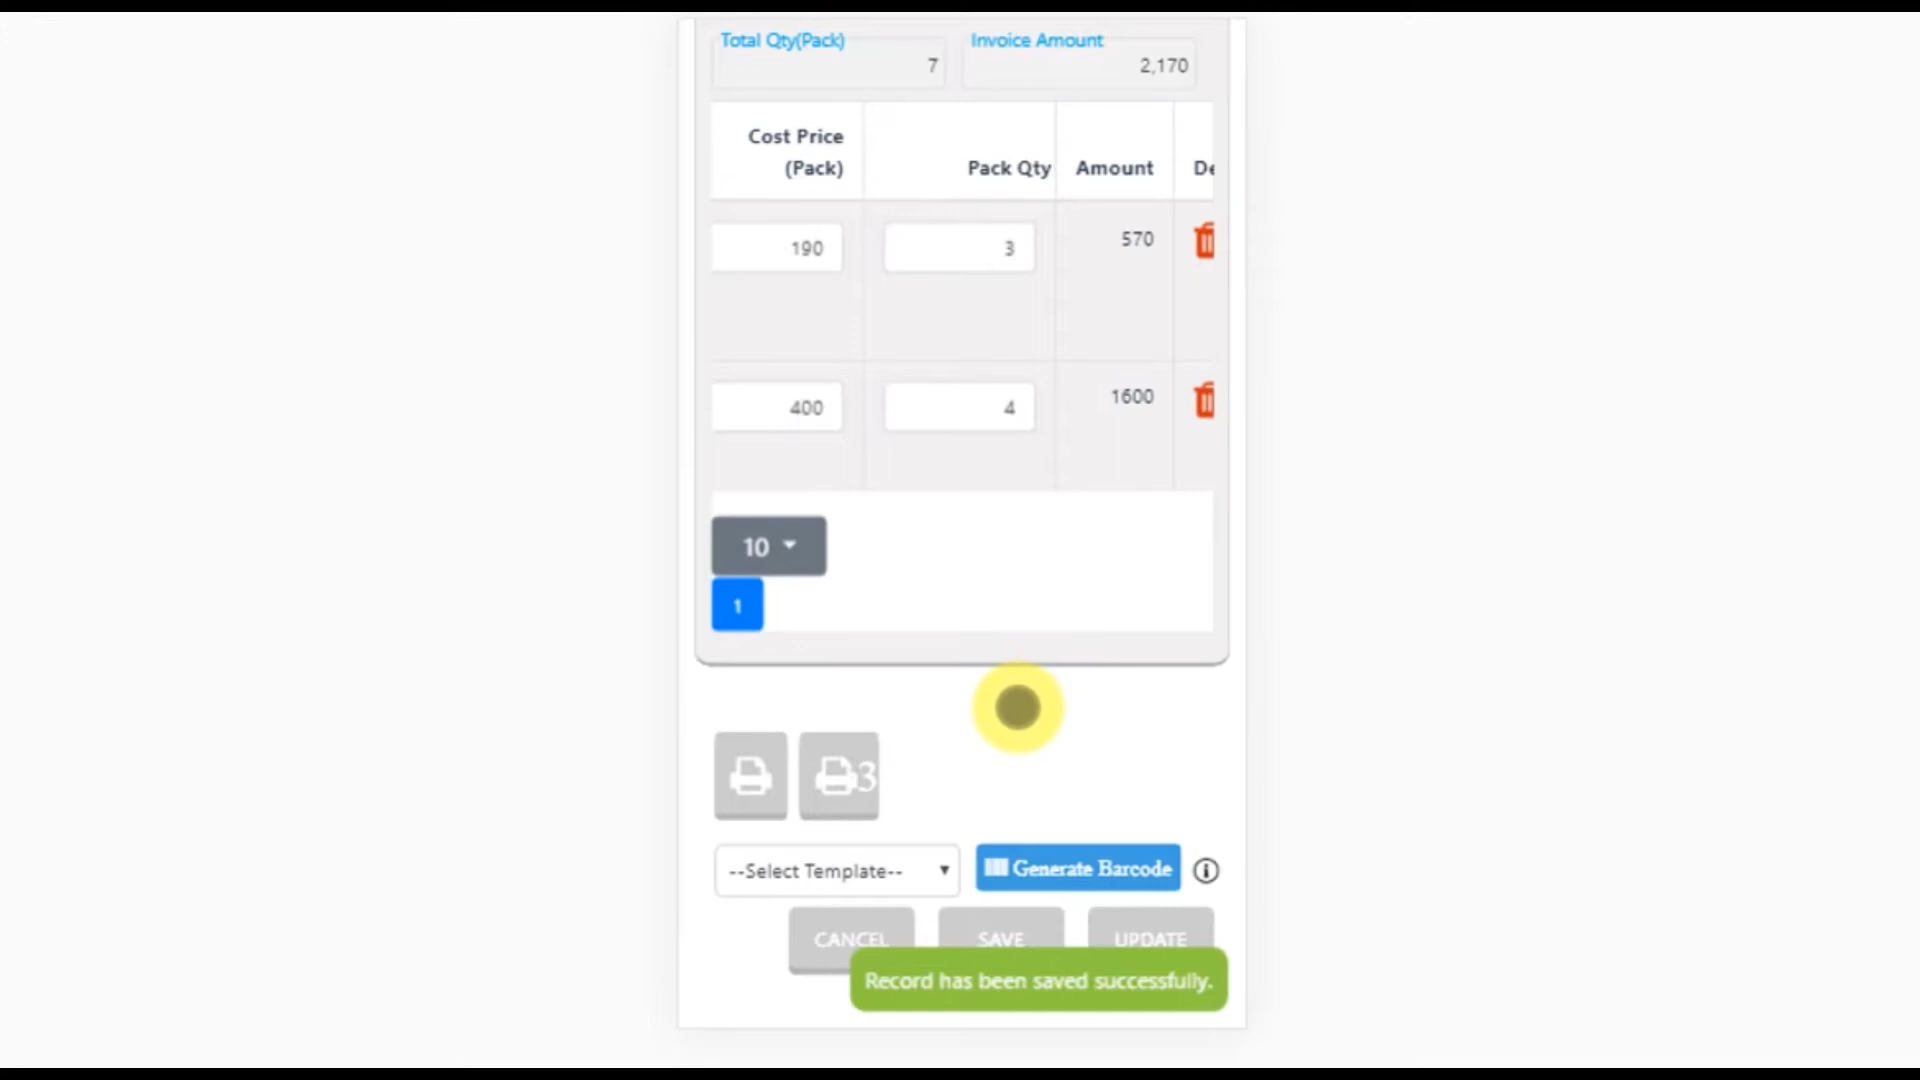 Total Qty(Pack) Invoice Amount
7 2,170
Cost Price
(Pack) Pack Qty Amount De
190 3 570
400 4 1600
10
1
3
--Select Template-- Generate Barcode
CANCEL SAVE UPDATE
Record has been saved successfully.